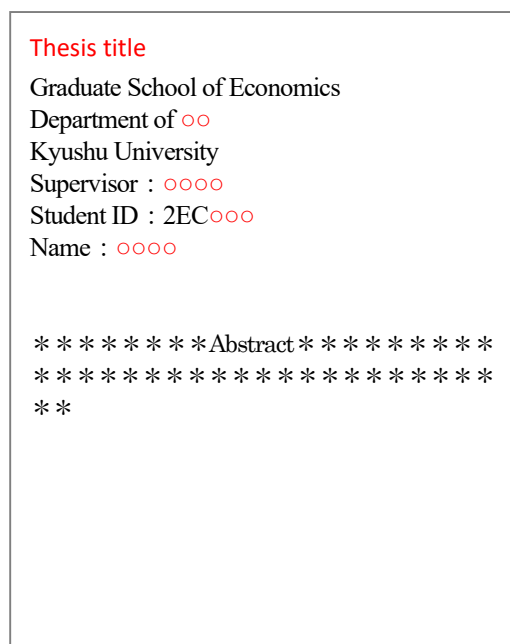 Thesis title
Graduate School of Economics
Department of ○○
Kyushu University
Supervisor：○○○○
Student ID：2EC○○○
Name：○○○○
＊＊＊＊＊＊＊＊Abstract＊＊＊＊＊＊＊＊＊
＊＊＊＊＊＊＊＊＊＊＊＊＊＊＊＊＊＊＊＊＊
＊＊